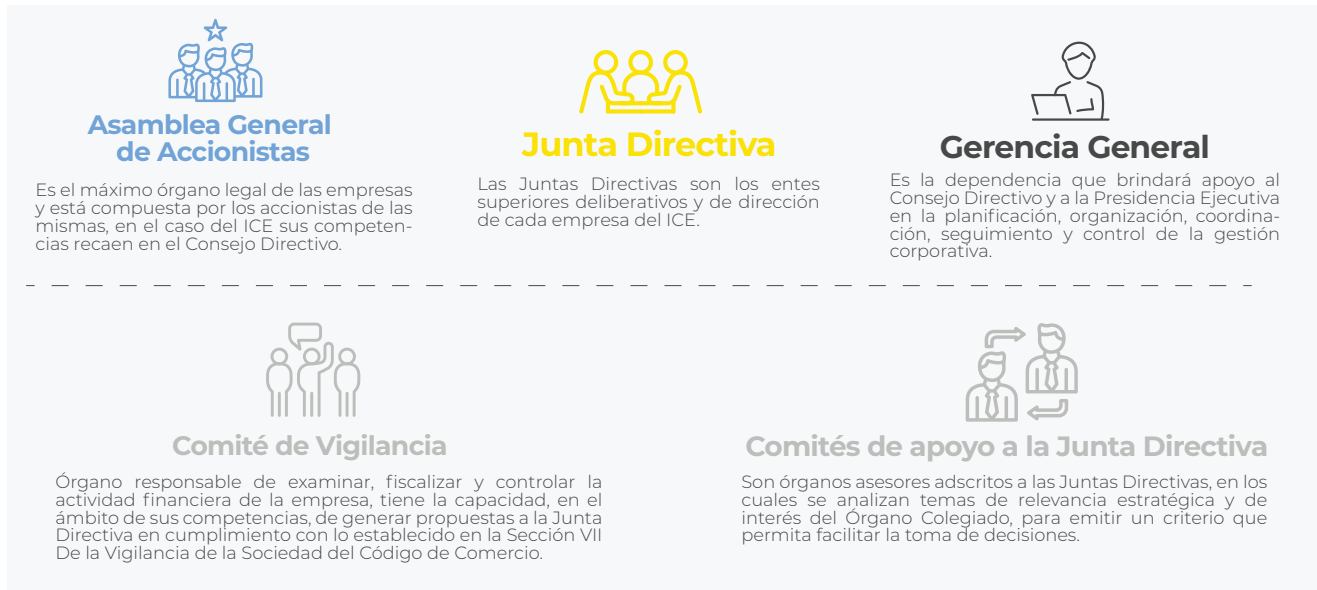 Asamblea General
de Accionistas
Es el máximo órgano legal de las empresas
y está compuesta por los accionistas de las
mismas, en el caso del ICE sus competen-
cias recaen en el Consejo Directivo.
Junta Directiva
Las Juntas Directivas son los entes
superiores deliberativos y de dirección
de cada empresa del ICE.
Gerencia General
Es la dependencia que brindará apoyo al
Consejo Directivo y a la Presidencia Ejecutiva
en la planificación, organización, coordina-
ción, seguimiento y control de la gestión
corporativa.
Comité de Vigilancia
Órgano responsable de examinar, fiscalizar y controlar la
actividad financiera de la empresa, tiene la capacidad, en el
ámbito de sus competencias, de generar propuestas a la Junta
Directiva en cumplimiento con lo establecido en la Sección VII
De la Vigilancia de la Sociedad del Código de Comercio.
Comités de apoyo a la Junta Directiva
Son órganos asesores adscritos a las Juntas Directivas, en los
cuales se analizan temas de relevancia estratégica y de
interés del Órgano Colegiado, para emitir un criterio que
permita facilitar la toma de decisiones.